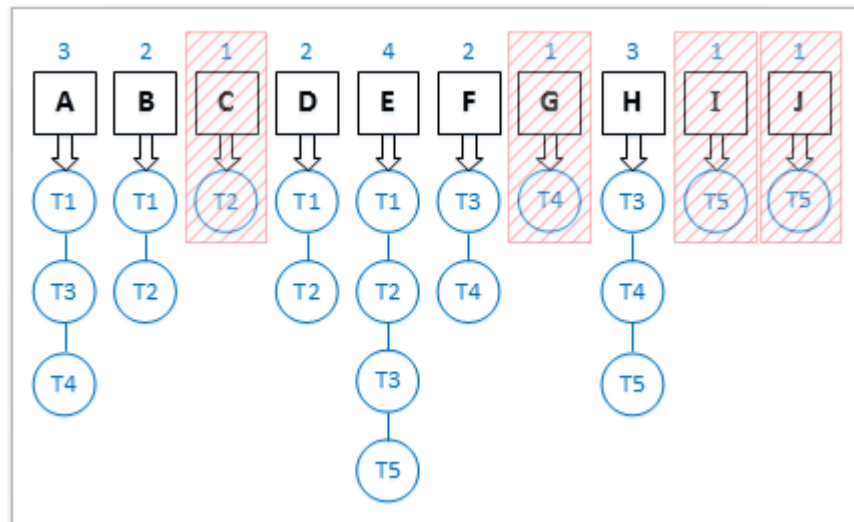 3 2 1 2 4 2 1 3 1 1
A B C D E F G H I J
T1 T1 T2 T1 T1 T3 T4 T3 T5 T5
T3 T2 T2 T2 T4 T4
T4 T3 T5
T5